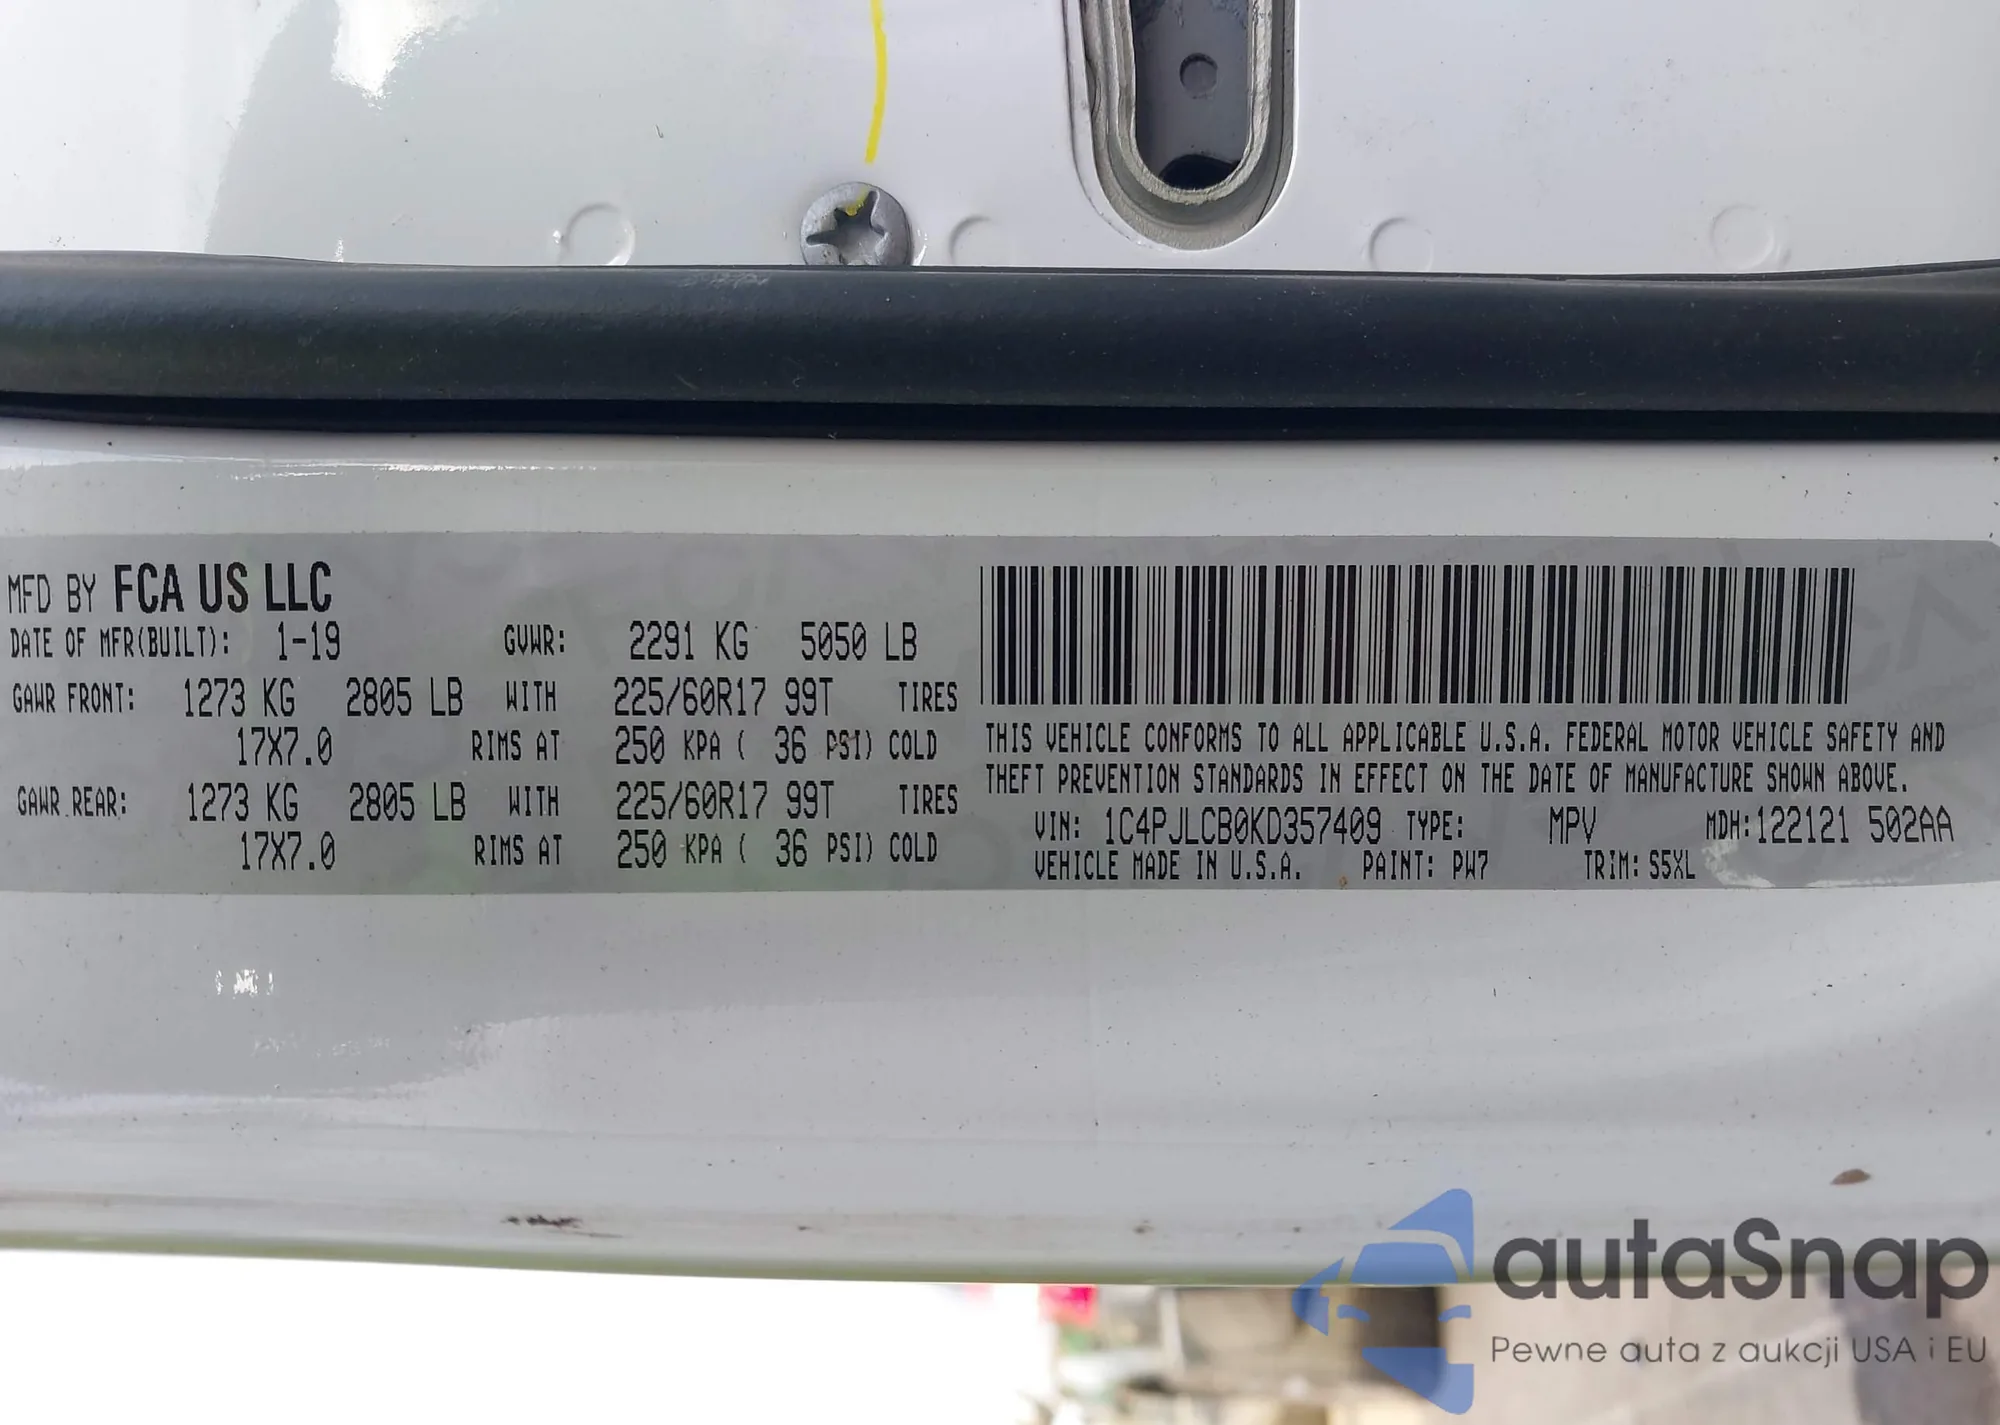 MFD BY FCA US LLC
DATE OF MFR(BUILT): 1-19 GVWR: 2291 KG 5050 LB
GAWR FRONT: 1273 KG 2805 LB WITH 225/60R17 99T TIRES
17X7.0 RIMS AT 250 KPA ( 36 PSI) COLD
GAWR REAR: 1273 KG 2805 LB WITH 225/60R17 99T TIRES
17X7.0 RIMS AT 250 KPA ( 36 PSI) COLD
THIS VEHICLE CONFORMS TO ALL APPLICABLE U.S.A. FEDERAL MOTOR VEHICLE SAFETY AND
THEFT PREVENTION STANDARDS IN EFFECT ON THE DATE OF MANUFACTURE SHOWN ABOVE.
VIN: 1C4PJLCB0KD357409 TYPE: MPV MDH:122121 502AA
VEHICLE MADE IN U.S.A. PAINT: PW7 TRIM: S5XL
autaSnap
Pewne auta z aukcji USA i EU